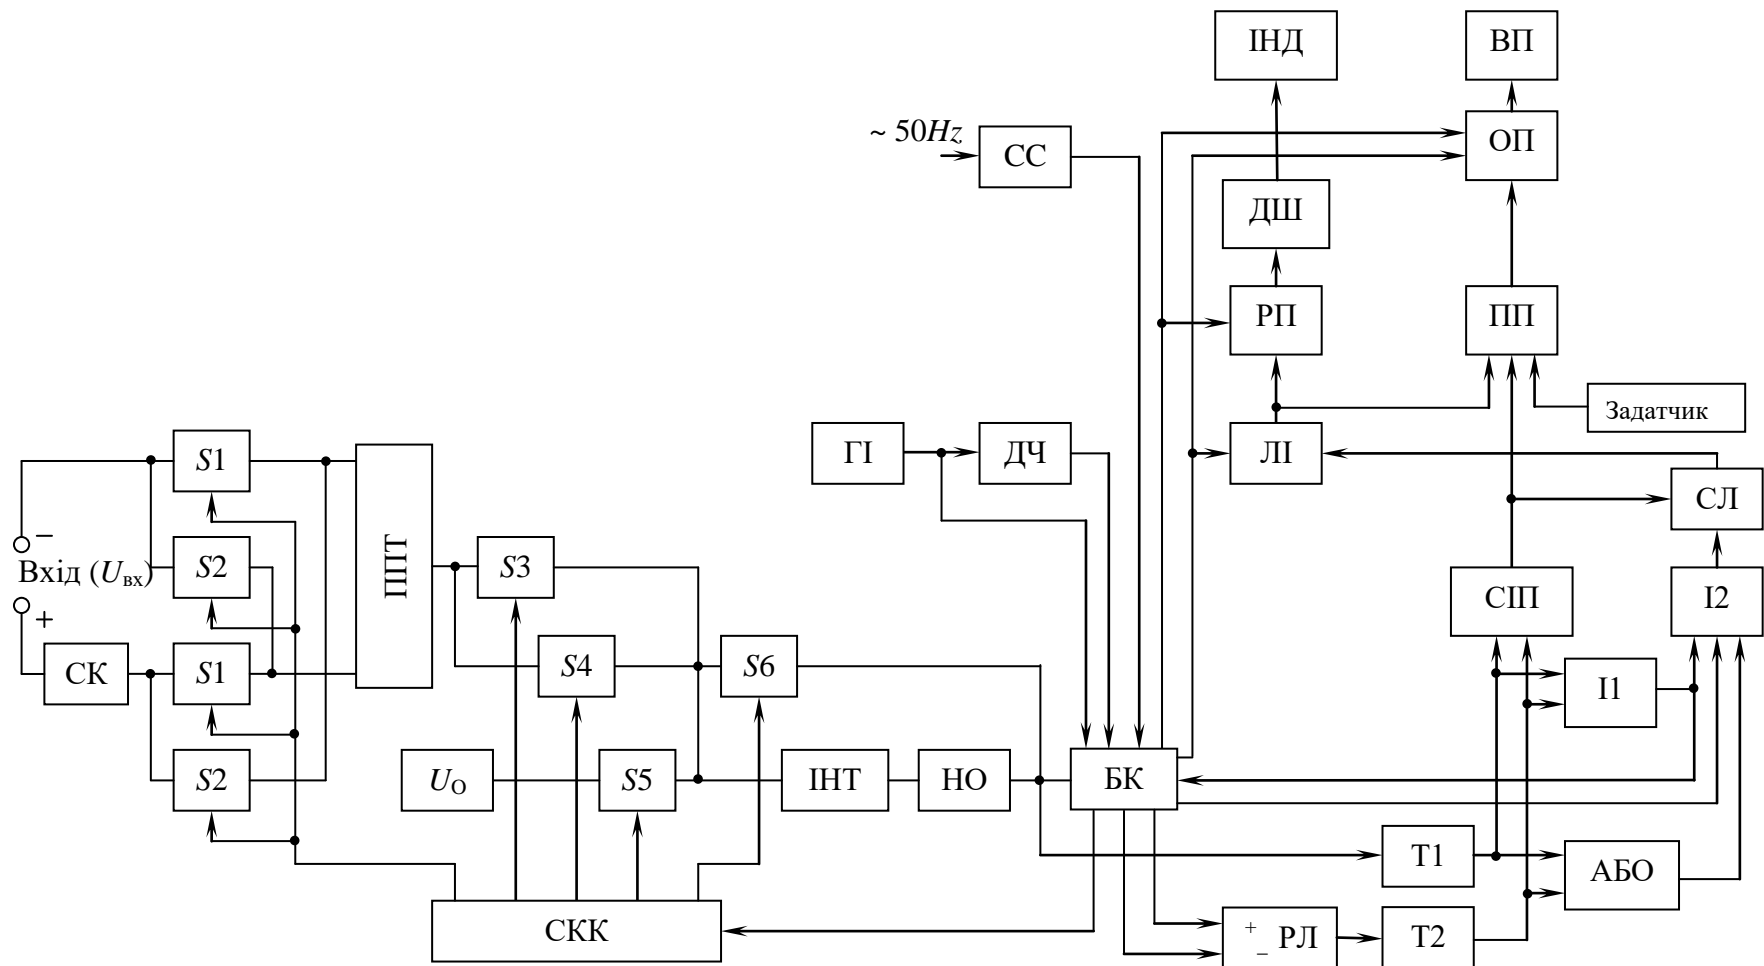 ІНД
ВП
~ 50Hz
СС
ОП
ДШ
РП
ПП
Задатчик
ГІ
ДЧ
ЛІ
СЛ
S1
ППТ
–
S2
Вхід (Uвх)
+
S3
СІП
І2
СК
S1
S4
S6
І1
S2
UО
S5
ІНТ
НО
БК
Т1
АБО
СКК
+
– РЛ
Т2